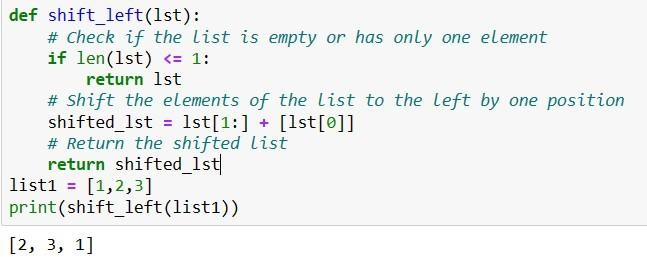 def shift_left(lst):
    # Check if the list is empty or has only one element
    if len(lst) <= 1:
        return lst
    # Shift the elements of the list to the left by one position
    shifted_lst = lst[1:] + [lst[0]]
    # Return the shifted list
    return shifted_lst
list1 = [1,2,3]
print(shift_left(list1))
[2, 3, 1]